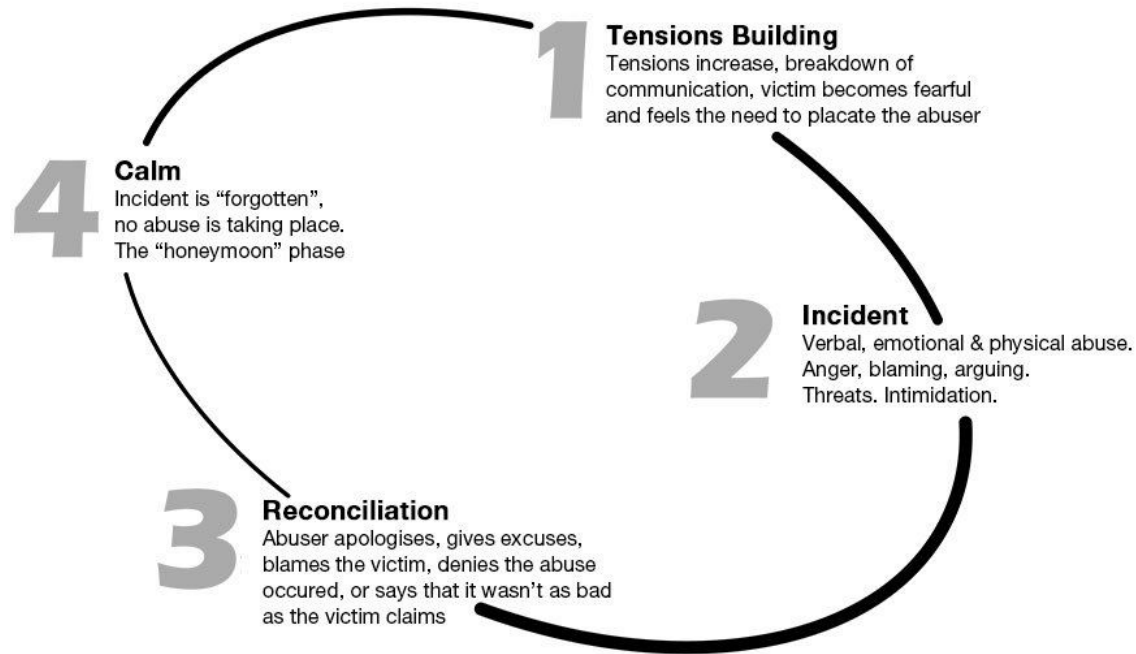 1
Tensions Building
Tensions increase, breakdown of
communication, victim becomes fearful
and feels the need to placate the abuser
2
Incident
Verbal, emotional & physical abuse.
Anger, blaming, arguing.
Threats. Intimidation.
3
Reconciliation
Abuser apologises, gives excuses,
blames the victim, denies the abuse
occured, or says that it wasn't as bad
as the victim claims
4
Calm
Incident is “forgotten”,
no abuse is taking place.
The “honeymoon” phase